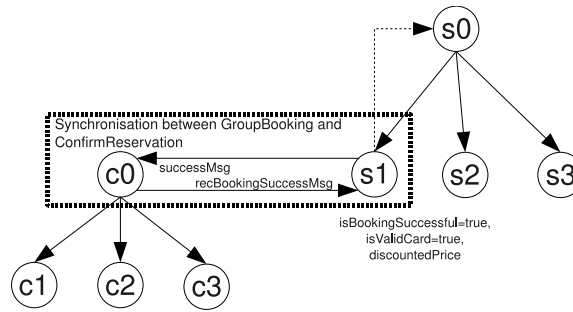 s0
Synchronisation between GroupBooking and
ConfirmReservation
successMsg
recBookingSuccessMsg
c0
s1
s2
s3
isBookingSuccessful=true,
isValidCard=true,
discountedPrice
c1
c2
c3